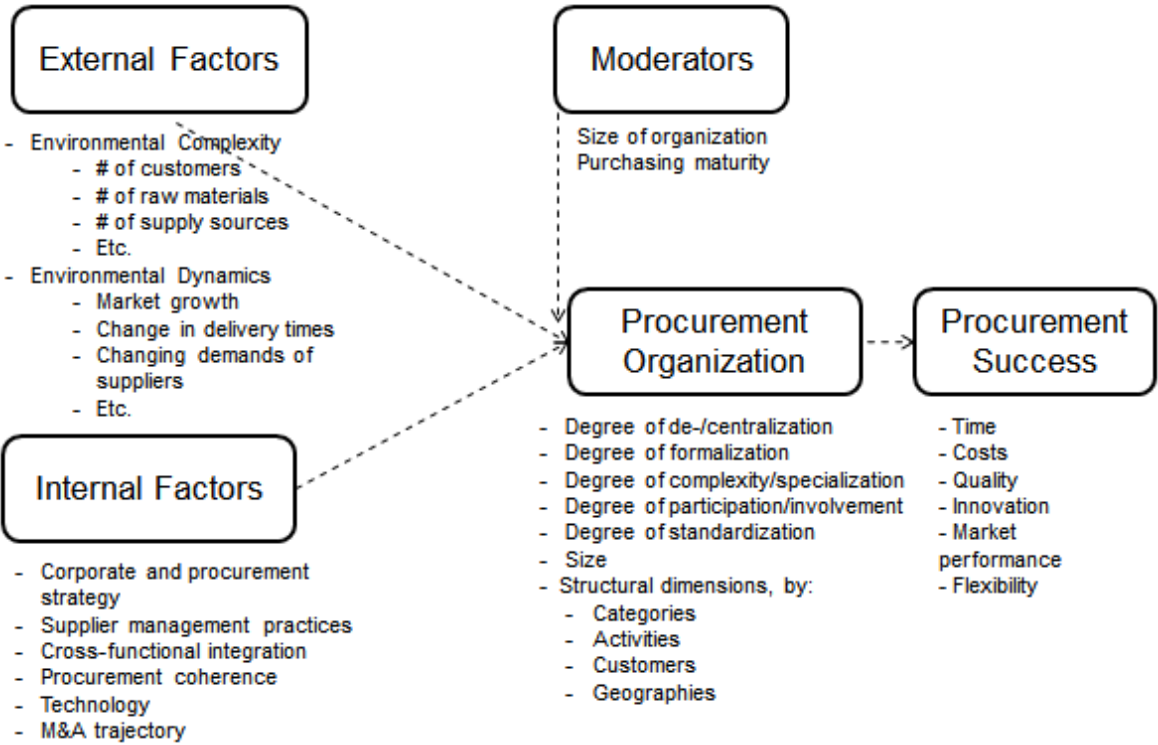 External Factors
- Environmental Complexity
- # of customers
- # of raw materials
- # of supply sources
- Etc.
- Environmental Dynamics
- Market growth
- Change in delivery times
- Changing demands of
suppliers
- Etc.
Internal Factors
- Corporate and procurement
strategy
- Supplier management practices
- Cross-functional integration
- Procurement coherence
- Technology
- M&A trajectory
Moderators
Size of organization
Purchasing maturity
Procurement
Organization
- Degree of de-/centralization
- Degree of formalization
- Degree of complexity/specialization
- Degree of participation/involvement
- Degree of standardization
- Size
- Structural dimensions, by:
- Categories
- Activities
- Customers
- Geographies
Procurement
Success
- Time
- Costs
- Quality
- Innovation
- Market
performance
- Flexibility